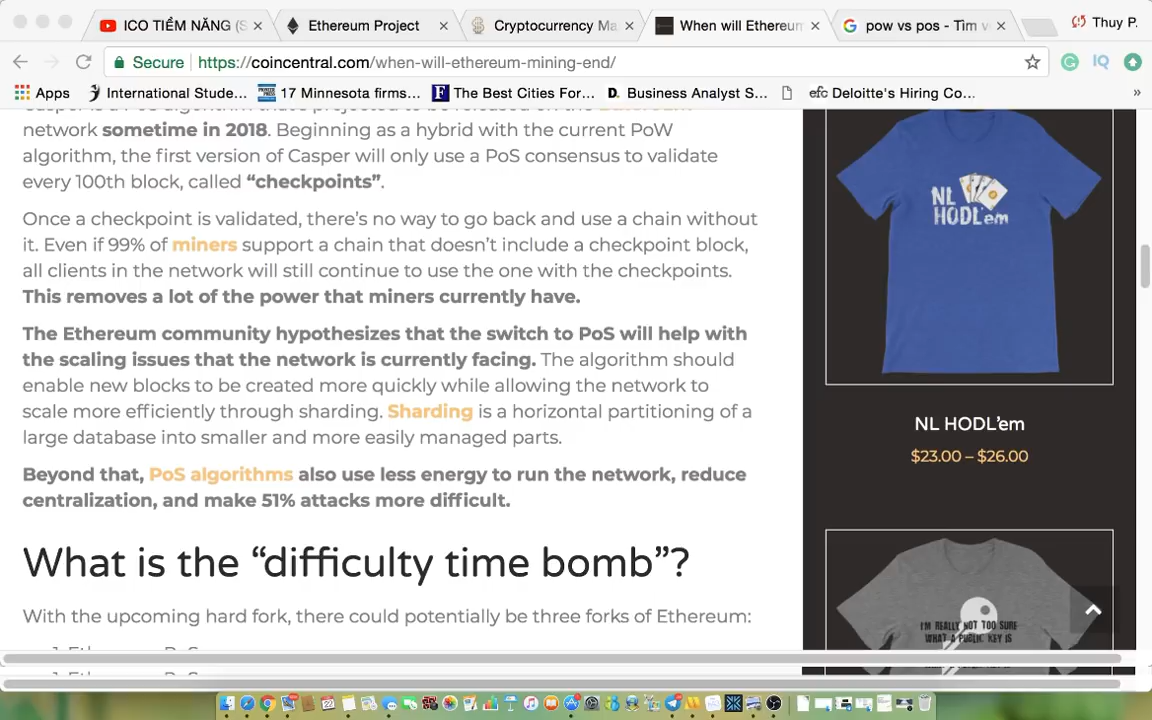 ICO TIỀM NĂNG (S
Ethereum Project
Cryptocurrency Ma
When will Ethereum
pow vs pos - Tìm v
Thuy P.
Secure
https://coincentral.com/when-will-ethereum-mining-end/
IQ
Apps
International Stude...
17 Minnesota firms...
The Best Cities For...
Business Analyst S...
efc Deloitte's Hiring Co...
»
network sometime in 2018. Beginning as a hybrid with the current PoW
algorithm, the first version of Casper will only use a PoS consensus to validate
every 100th block, called “checkpoints”.
Once a checkpoint is validated, there’s no way to go back and use a chain without
it. Even if 99% of miners support a chain that doesn’t include a checkpoint block,
all clients in the network will still continue to use the one with the checkpoints.
This removes a lot of the power that miners currently have.
The Ethereum community hypothesizes that the switch to PoS will help with
the scaling issues that the network is currently facing. The algorithm should
enable new blocks to be created more quickly while allowing the network to
scale more efficiently through sharding. Sharding is a horizontal partitioning of a
large database into smaller and more easily managed parts.
Beyond that, PoS algorithms also use less energy to run the network, reduce
centralization, and make 51% attacks more difficult.
What is the “difficulty time bomb”?
With the upcoming hard fork, there could potentially be three forks of Ethereum:
NL
HODL'em
NL HODL’em
$23.00 – $26.00
I'M REALLY NOT TOO SURE
WHAT A PUBLIC KEY IS